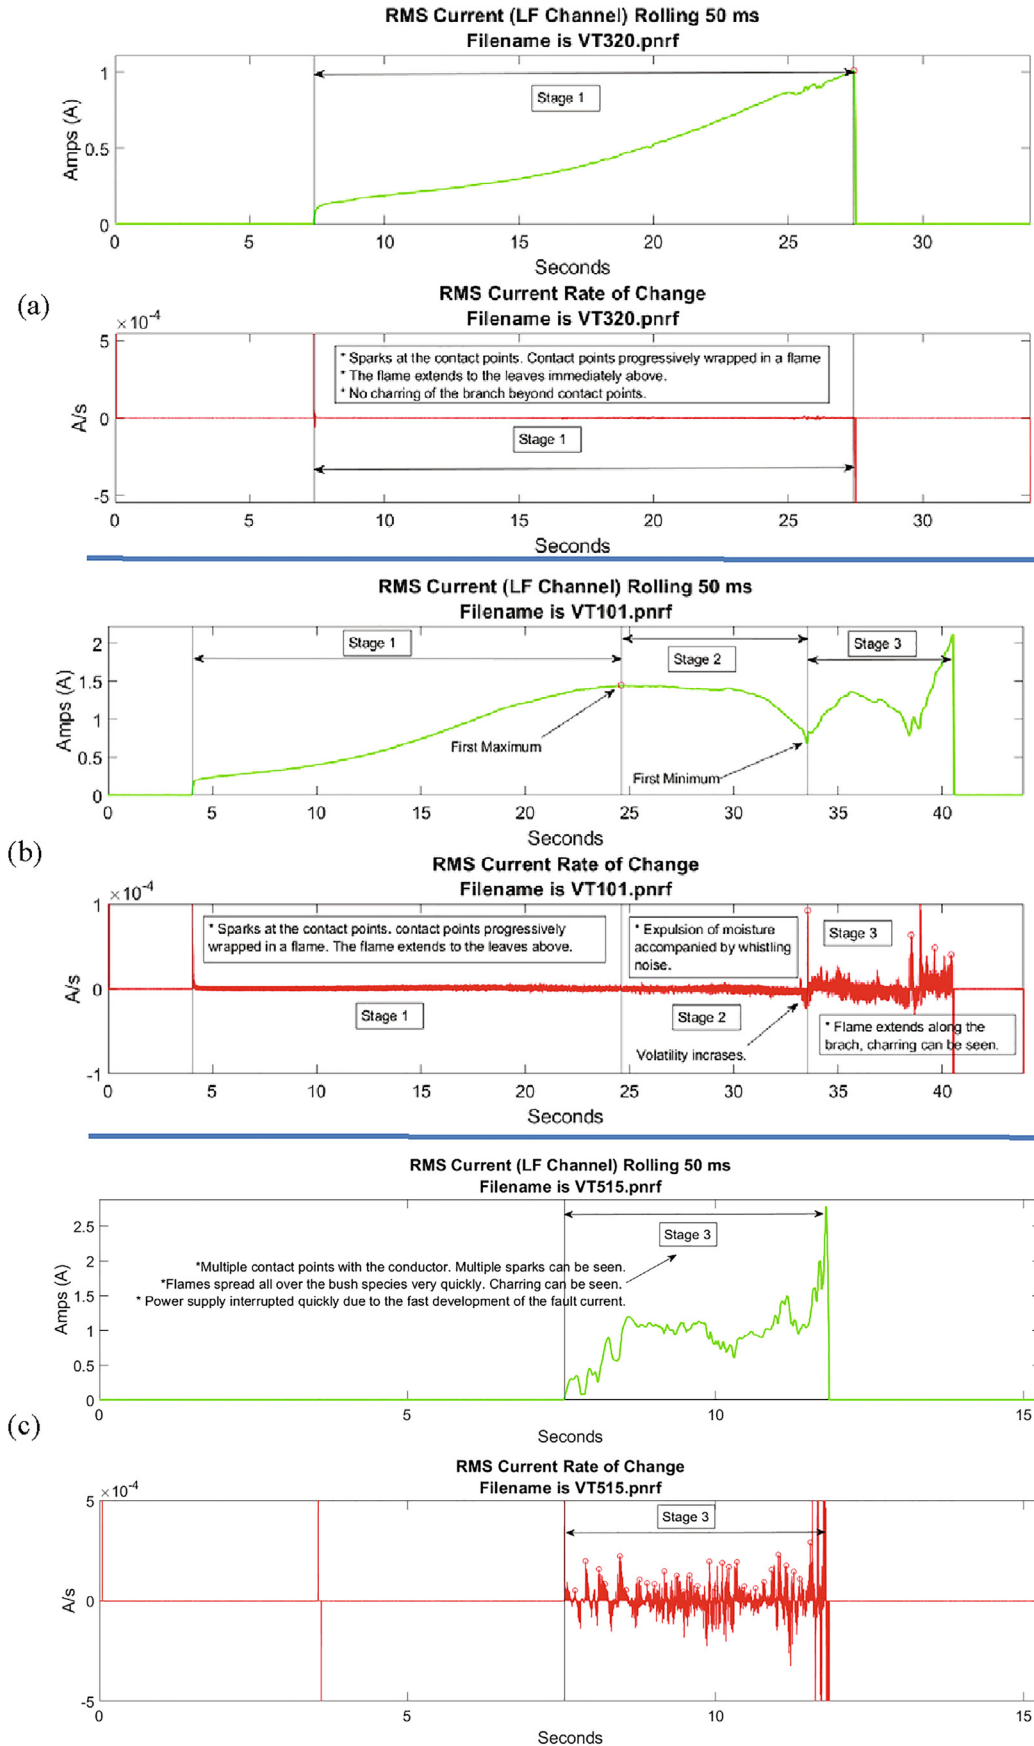 RMS Current (LF Channel) Rolling 50 ms
Filename is VT320.pnrf
Amps (A)
1
0.5
0
Stage 1
0 5 10 15 20 25 30
Seconds
(a)
RMS Current Rate of Change
Filename is VT320.pnrf
×10-4
A/s
5
0
-5
* Sparks at the contact points. Contact points progressively wrapped in a flame
* The flame extends to the leaves immediately above.
* No charring of the branch beyond contact points.
Stage 1
0 5 10 15 20 25 30
Seconds
RMS Current (LF Channel) Rolling 50 ms
Filename is VT101.pnrf
Amps (A)
2
1.5
1
0.5
0
Stage 1
Stage 2
Stage 3
First Maximum
First Minimum
0 5 10 15 20 25 30 35 40
Seconds
(b)
RMS Current Rate of Change
Filename is VT101.pnrf
×10-4
A/s
1
0
-1
* Sparks at the contact points. contact points progressively
wrapped in a flame. The flame extends to the leaves above.
* Expulsion of moisture
accompanied by whistling
noise.
Stage 3
Stage 1
Stage 2
Volatility incrases.
* Flame extends along the
brach, charring can be seen.
0 5 10 15 20 25 30 35 40
Seconds
RMS Current (LF Channel) Rolling 50 ms
Filename is VT515.pnrf
Amps (A)
2.5
2
1.5
1
0.5
0
Stage 3
*Multiple contact points with the conductor. Multiple sparks can be seen.
*Flames spread all over the bush species very quickly. Charring can be seen.
* Power supply interrupted quickly due to the fast development of the fault current.
0 5 10 15
Seconds
(c)
RMS Current Rate of Change
Filename is VT515.pnrf
×10-4
A/s
5
0
-5
Stage 3
0 5 10 15
Seconds